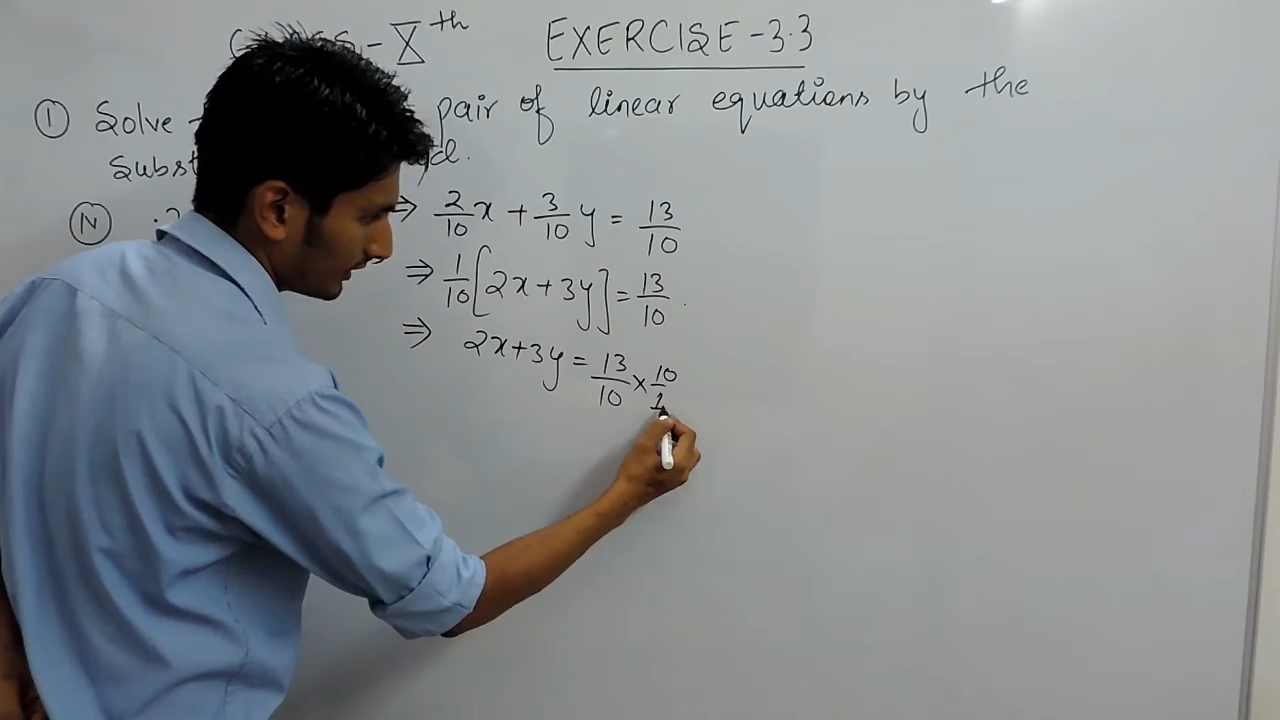 X th EXERCISE-3.3
① Solve pair of linear equations by the
Subst
⇒ 2/10 x + 3/10 y = 13/10
⇒ 1/10 [2x+3y] = 13/10
⇒ 2x+3y = 13/10 × 10/1